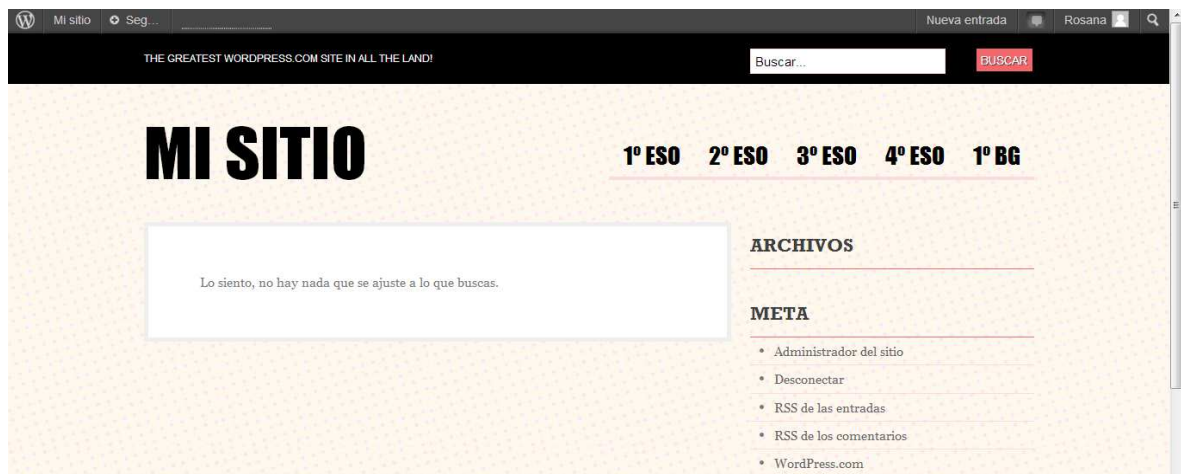 Mi sitio Seg... Nueva entrada Rosana
THE GREATEST WORDPRESS.COM SITE IN ALL THE LAND! Buscar... BUSCAR
MI SITIO
1º ESO 2º ESO 3º ESO 4º ESO 1º BG
Lo siento, no hay nada que se ajuste a lo que buscas.
ARCHIVOS
META
• Administrador del sitio
• Desconectar
• RSS de las entradas
• RSS de los comentarios
• WordPress.com